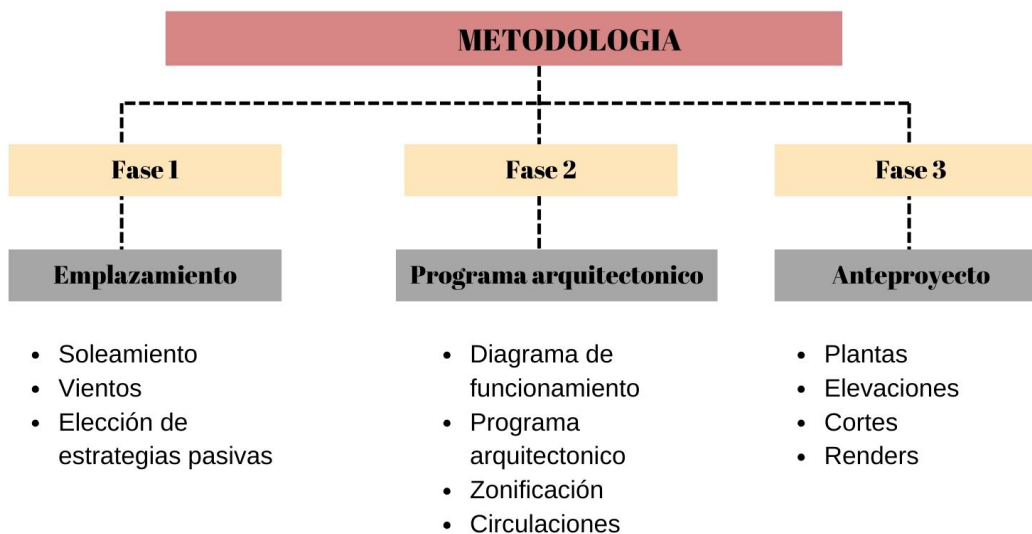 METODOLOGIA
Fase 1
Fase 2
Fase 3
Emplazamiento
Programa arquitectonico
Anteproyecto
• Soleamiento
• Vientos
• Elección de
estrategias pasivas
• Diagrama de
funcionamiento
• Programa
arquitectonico
• Zonificación
• Circulaciones
• Plantas
• Elevaciones
• Cortes
• Renders